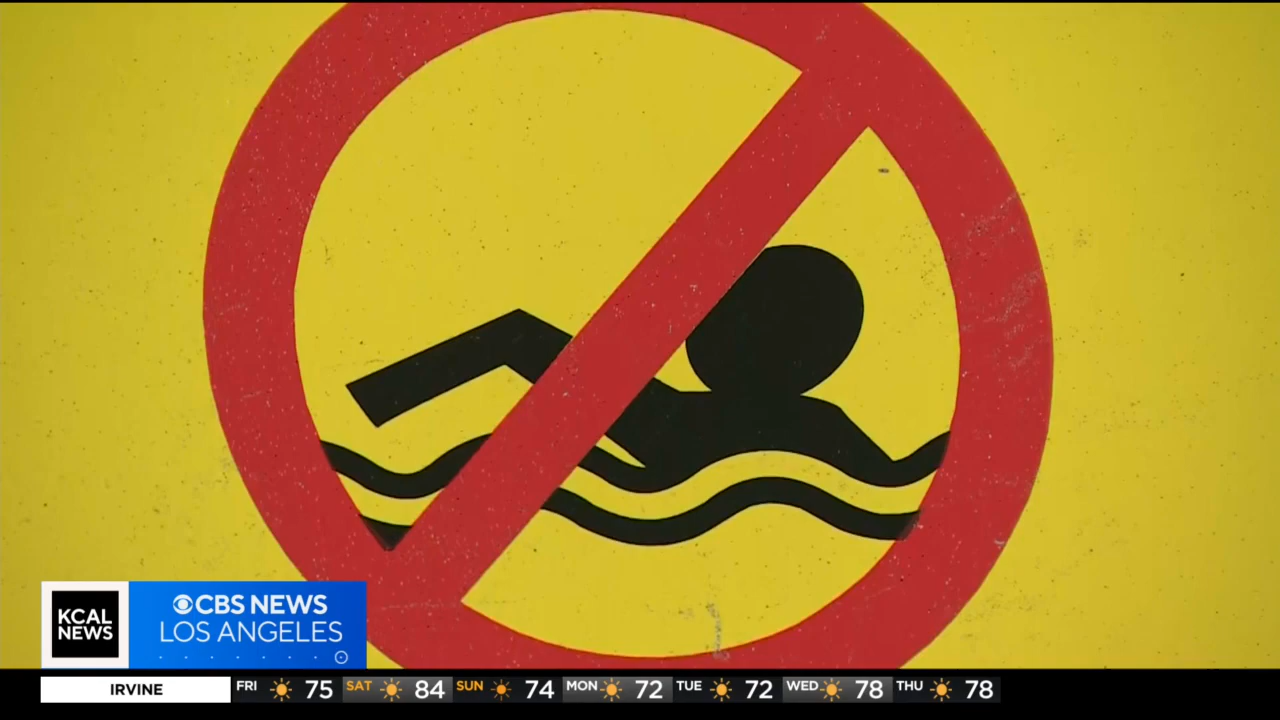 KCAL
NEWS
CBS NEWS
LOS ANGELES
IRVINE
FRI 75 SAT 84 SUN 74 MON 72 TUE 72 WED 78 THU 78